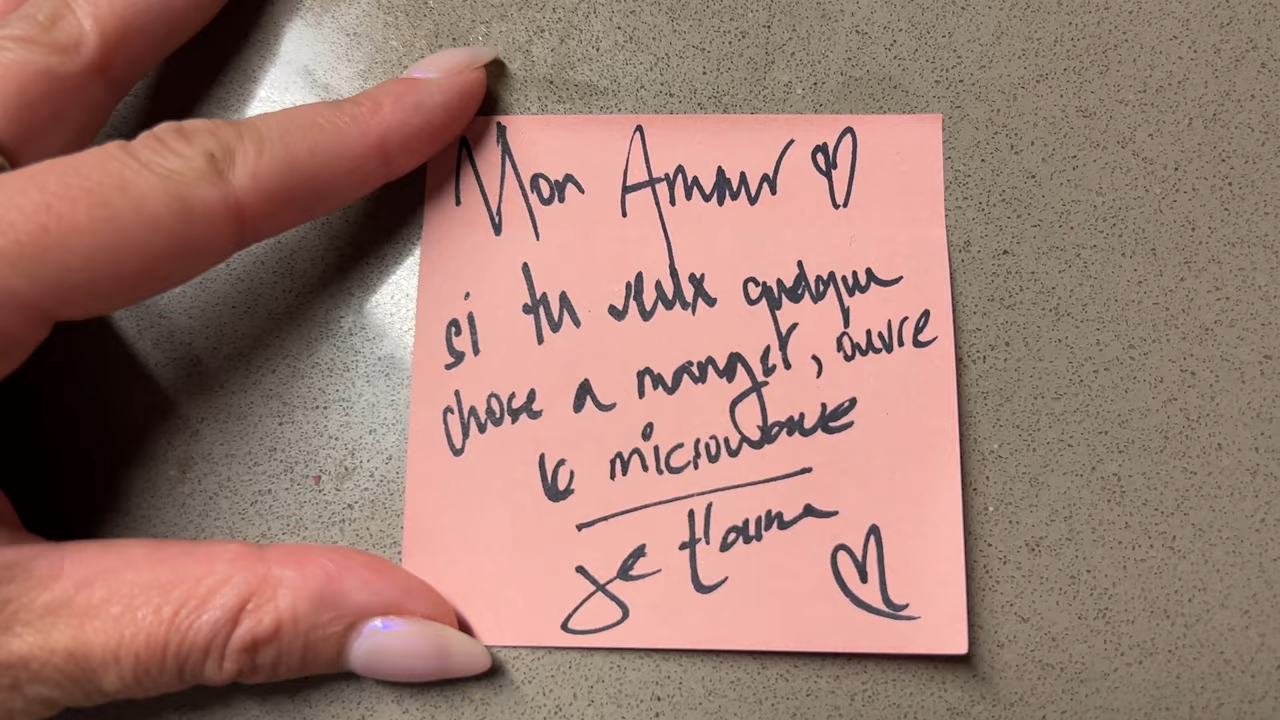 Mon Amour ♡
si tu veux quelque
chose a manger, ouvre
le microwave
je t'aime ♡